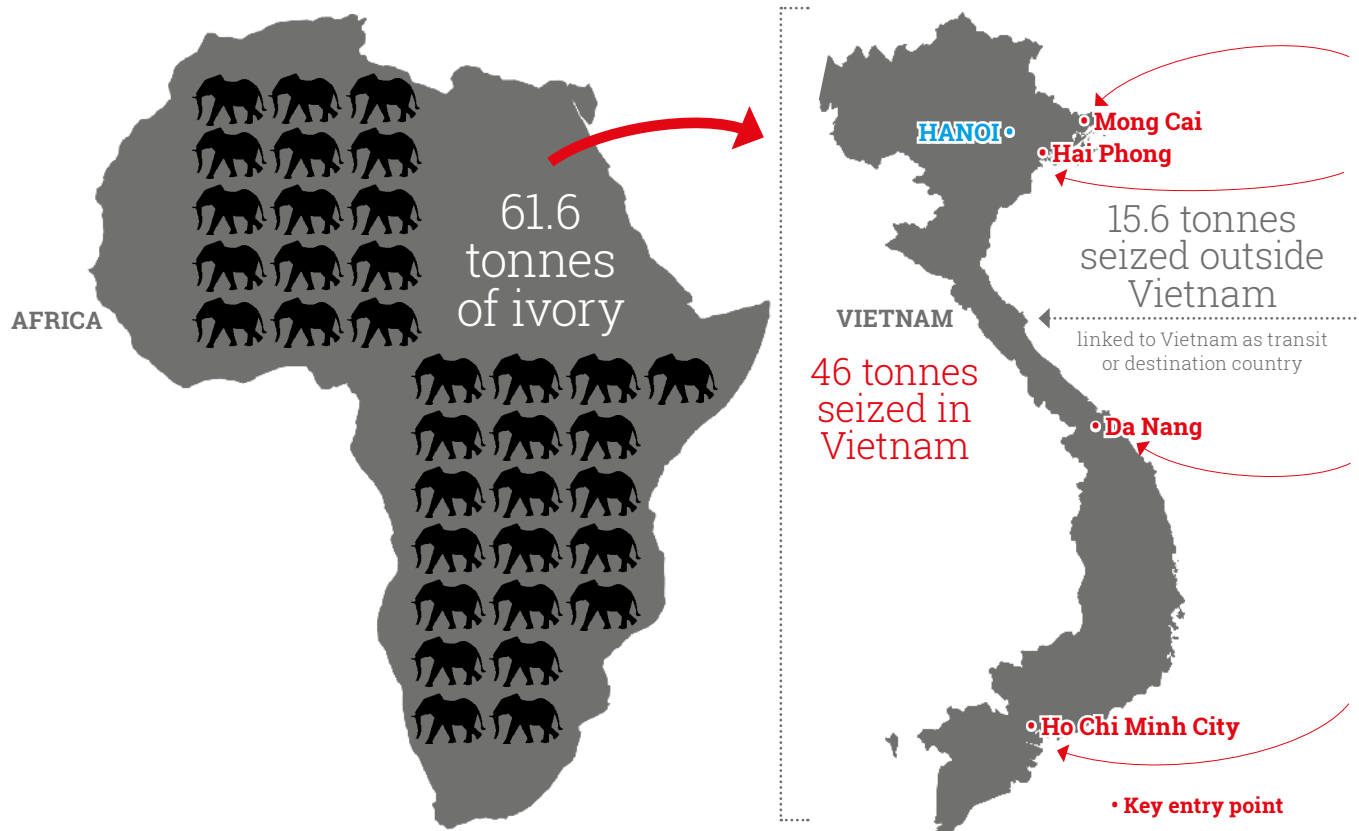 AFRICA
61.6
tonnes
of ivory
HANOI
Mong Cai
Hai Phong
15.6 tonnes
seized outside
Vietnam
linked to Vietnam as transit
or destination country
VIETNAM
46 tonnes
seized in
Vietnam
Da Nang
Ho Chi Minh City
• Key entry point